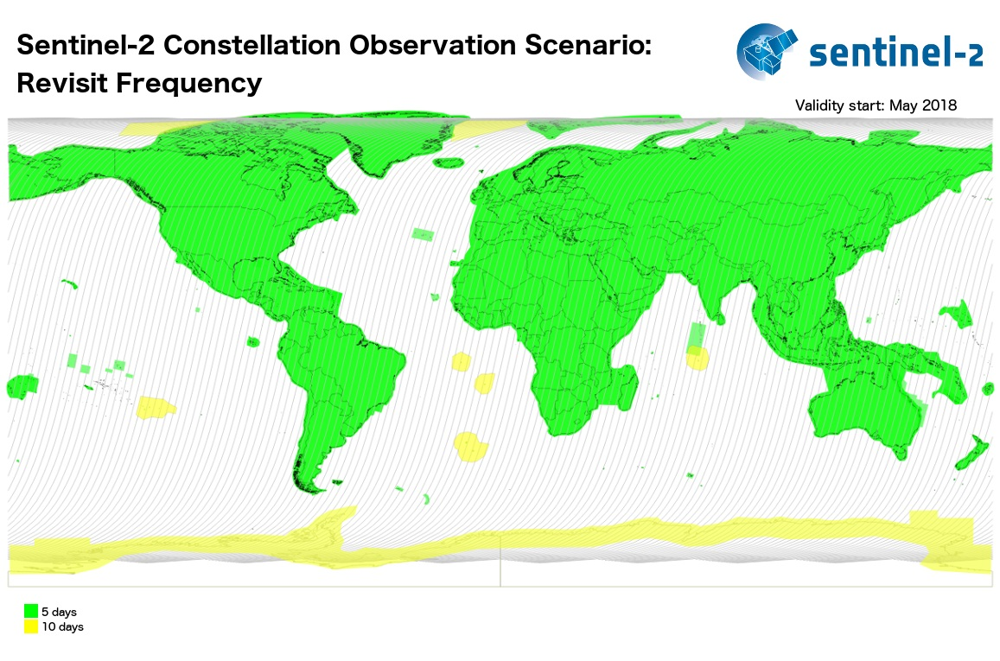 Sentinel-2 Constellation Observation Scenario:
Revisit Frequency
sentinel-2
Validity start: May 2018
5 days
10 days